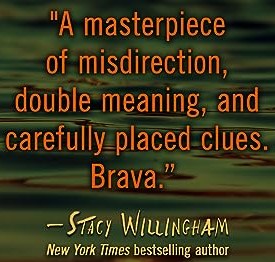 "A masterpiece
of misdirection,
double meaning, and
carefully placed clues.
Brava.”
—STACY WILLINGHAM
New York Times bestselling author